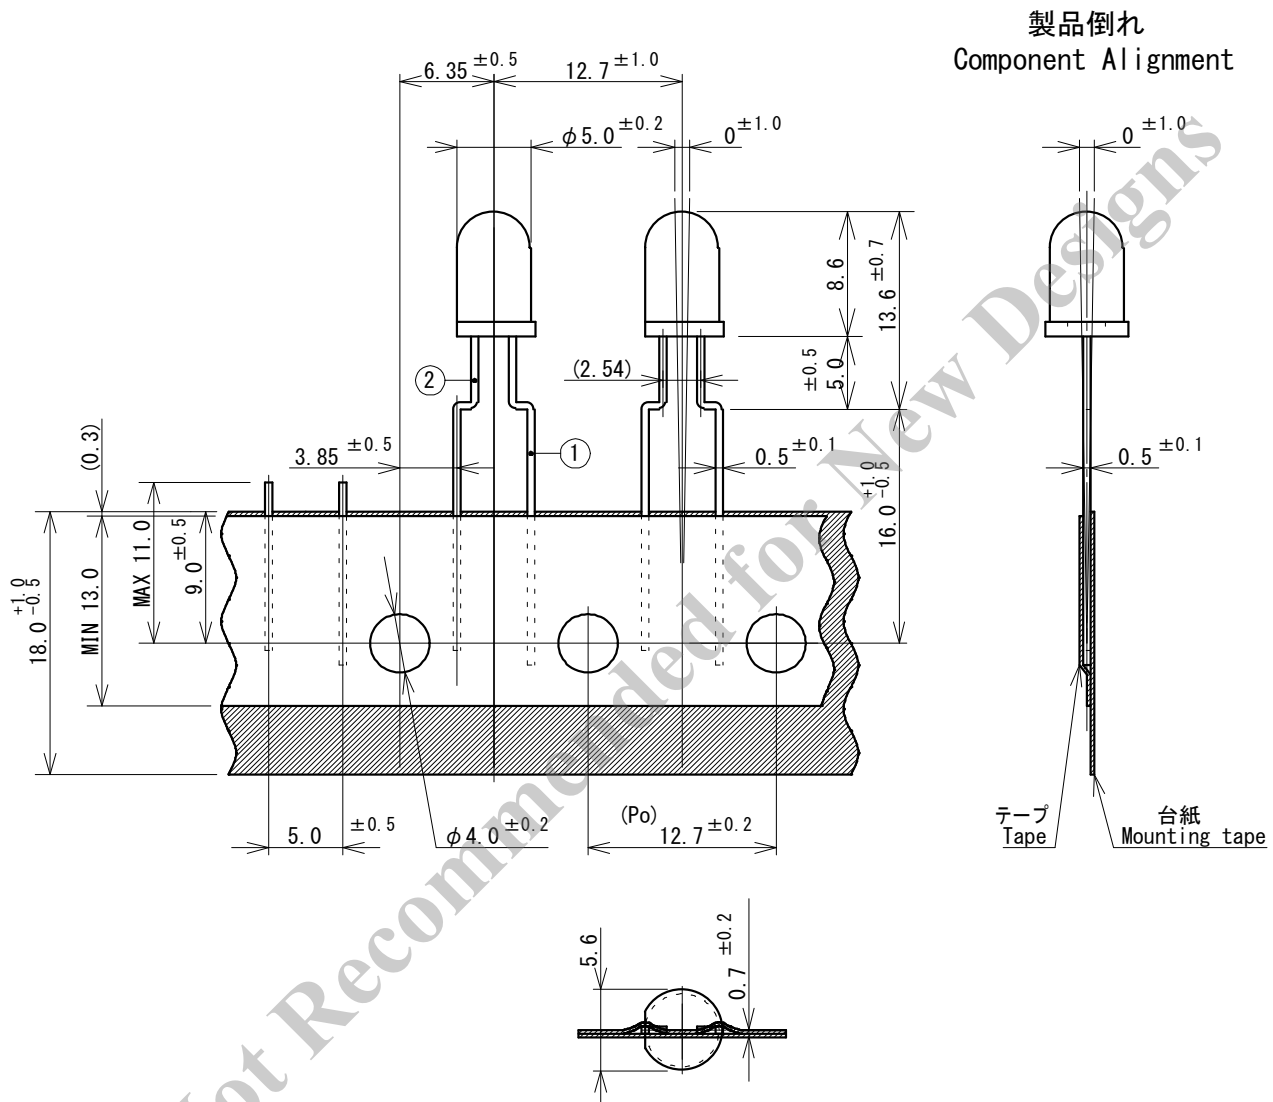 製品倒れ
Component Alignment
6.35 ±0.5
12.7 ±1.0
φ5.0 ±0.2
0 ±1.0
0 ±1.0
8.6
13.6 ±0.7
5.0 ±0.5
(2.54)
②
①
(0.3)
3.85 ±0.5
0.5 ±0.1
0.5 ±0.1
16.0 +1.0 -0.5
MAX 11.0
9.0 ±0.5
MIN 13.0
18.0 +1.0 -0.5
5.0 ±0.5
φ4.0 ±0.2
(Po)
12.7 ±0.2
テープ
Tape
台紙
Mounting tape
5.6
0.7 ±0.2
Not Recommended for New Designs